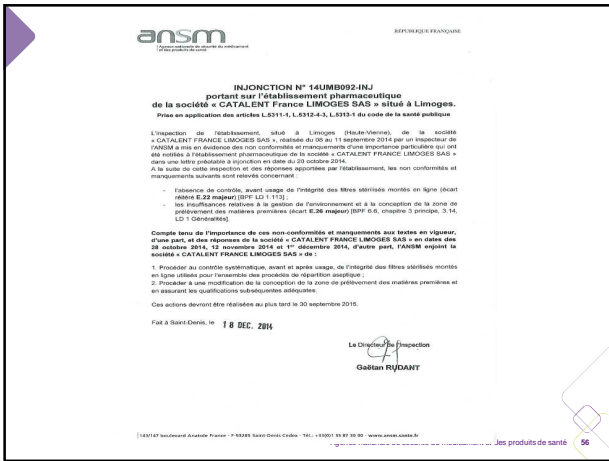 ansm
Agence nationale de sécurité du médicament
et des produits de santé
RÉPUBLIQUE FRANÇAISE
INJONCTION N° 14UMB092-INJ
portant sur l'établissement pharmaceutique
de la société « CATALENT France LIMOGES SAS » situé à Limoges.
Prise en application des articles L.5311-1, L.5312-4-3, L.5313-1 du code de la santé publique
L'inspection de l'établissement, situé à Limoges (Haute-Vienne), de la société
« CATALENT FRANCE LIMOGES SAS », réalisée du 08 au 11 septembre 2014 par un Inspecteur de
l'ANSM a mis en évidence des non conformités et manquements d'une importance particulière qui ont
été notifiés à l'établissement pharmaceutique de la société « CATALENT FRANCE LIMOGES SAS »
dans une lettre préalable à injonction en date du 20 octobre 2014.
A la suite de cette inspection et des réponses apportées par l'établissement, les non conformités et
manquements suivants sont relevés concernant :
- l'absence de contrôle, avant usage de l'intégrité des filtres stérilisés montés en ligne (écart
réitéré E.22 majeur) [BPF LD 1.113] ;
- les insuffisances relatives à la gestion de l'environnement et à la conception de la zone de
prélèvement des matières premières (écart E.26 majeur) [BPF 6.6, chapitre 3 principe, 3.14,
LD 1 Généralités].
Compte tenu de l'importance de ces non-conformités et manquements aux textes en vigueur,
d'une part, et des réponses de la société « CATALENT FRANCE LIMOGES SAS » en dates des
28 octobre 2014, 12 novembre 2014 et 1er décembre 2014, d'autre part, l'ANSM enjoint la
société « CATALENT FRANCE LIMOGES SAS » de :
1. Procéder au contrôle systématique, avant et après usage, de l'intégrité des filtres stérilisés montés
en ligne utilisés pour l'ensemble des procédés de répartition aseptique ;
2. Procéder à une modification de la conception de la zone de prélèvement des matières premières et
en assurant les qualifications subséquentes adéquates.
Ces actions devront être réalisées au plus tard le 30 septembre 2015.
Fait à Saint-Denis, le 18 DEC. 2014
Le Directeur de l'Inspection
Gaëtan RUDANT
143/147 boulevard Anatole France - F-93285 Saint-Denis Cedex - Tél.: +33(0)1 55 87 30 00 - www.ansm.sante.fr
Agence nationale de sécurité du médicament et des produits de santé 56